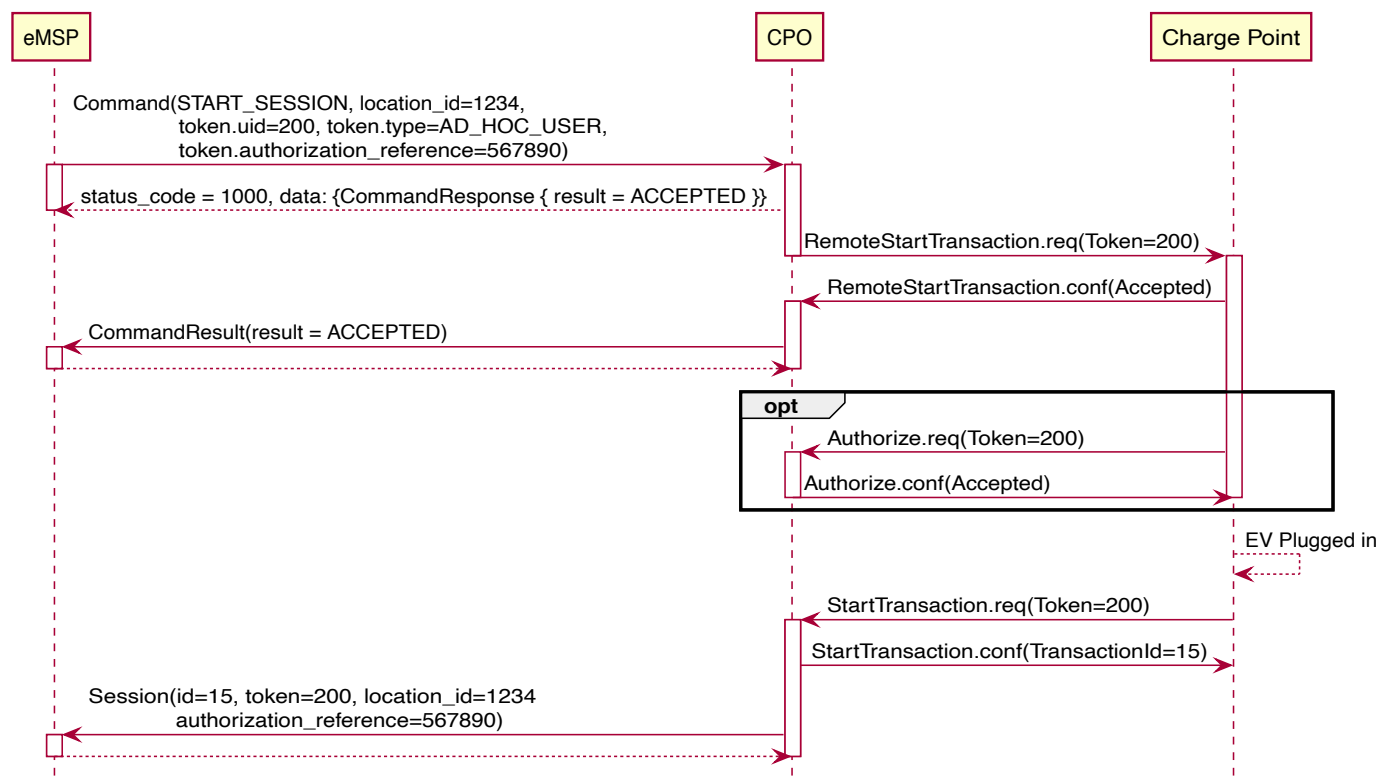 eMSP
CPO
Charge Point
Command(START_SESSION, location_id=1234,
token.uid=200, token.type=AD_HOC_USER,
token.authorization_reference=567890)
status_code = 1000, data: {CommandResponse { result = ACCEPTED }}
RemoteStartTransaction.req(Token=200)
RemoteStartTransaction.conf(Accepted)
CommandResult(result = ACCEPTED)
opt
Authorize.req(Token=200)
Authorize.conf(Accepted)
EV Plugged in
StartTransaction.req(Token=200)
StartTransaction.conf(TransactionId=15)
Session(id=15, token=200, location_id=1234
authorization_reference=567890)